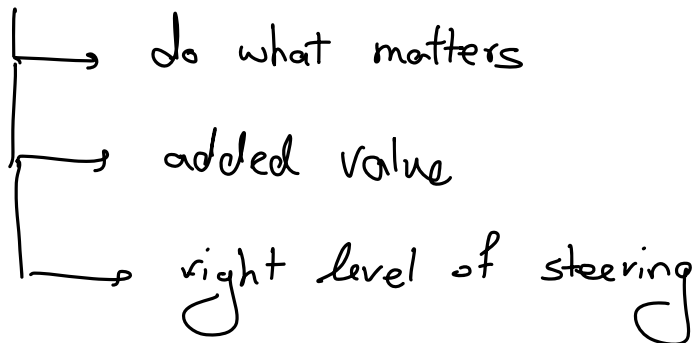 do what matters
added value
right level of steering